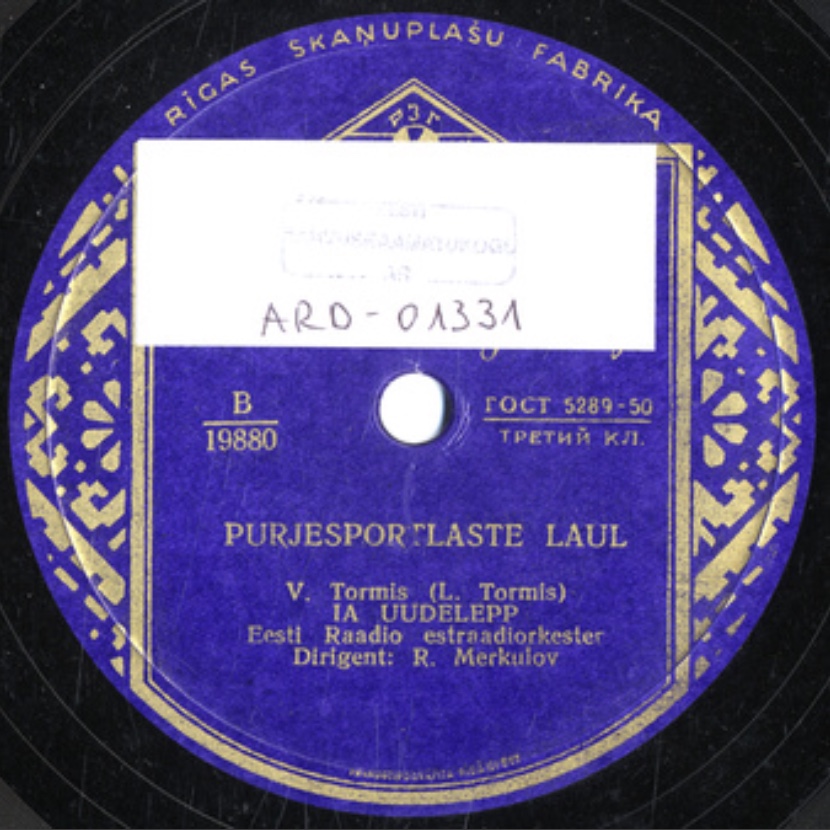 RĪGAS SKAŅUPLAŠU FABRIKA
РЗГ
ARD-01331
В
19880
ГОСТ 5289-50
ТРЕТИЙ КЛ.
PURJESPORTLASTE LAUL
V. Tormis (L. Tormis)
IA UUDELEPP
Eesti Raadio estraadiorkester
Dirigent: R. Merkulov